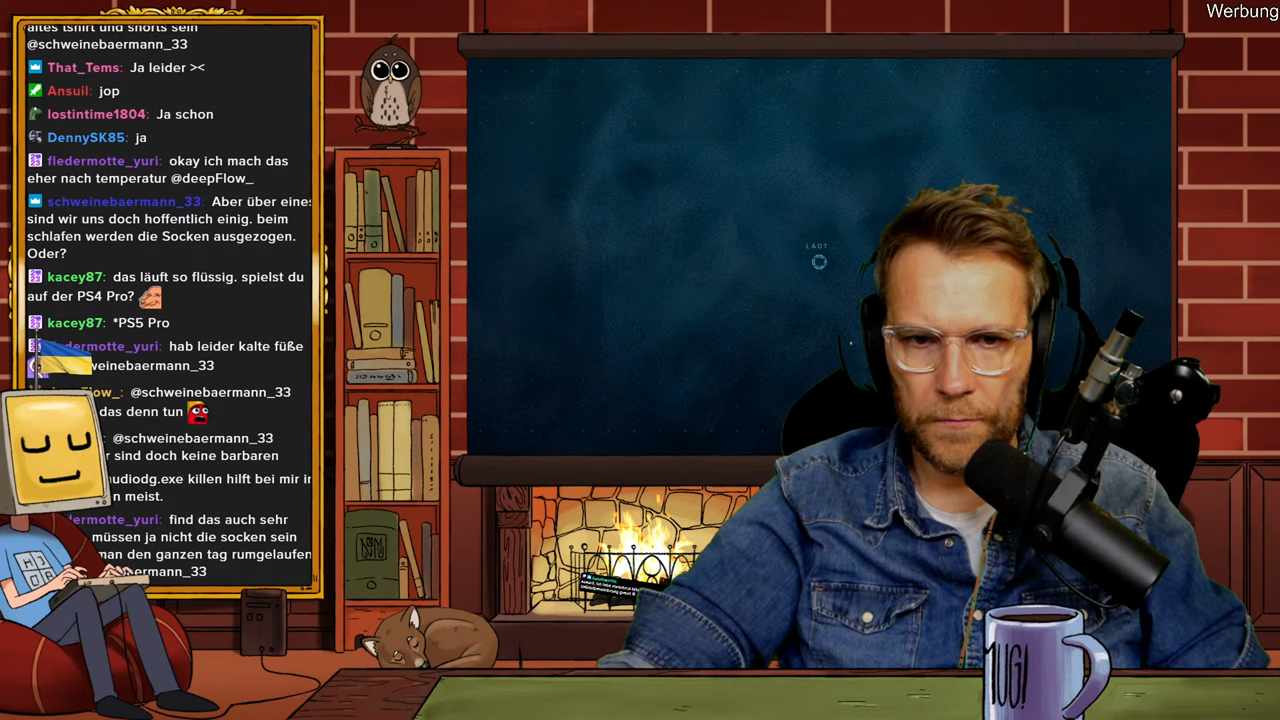 Werbung
altes tshirt und shorts sein
@schweinebaermann_33
That_Tems: Ja leider ><
Ansuil: jop
lostintime1804: Ja schon
DennySK85: ja
fledermotte_yuri: okay ich mach das
eher nach temperatur @deepFlow_
schweinebaermann_33: Aber über eines
sind wir uns doch hoffentlich einig. beim
schlafen werden die Socken ausgezogen.
Oder?
kacey87: das läuft so flüssig. spielst du
auf der PS4 Pro?
kacey87: *PS5 Pro
dermotte_yuri: hab leider kalte füße
weinebaermann_33
ow_: @schweinebaermann_33
das denn tun
@schweinebaermann_33
r sind doch keine barbaren
udiodg.exe killen hilft bei mir in
n meist.
dermotte_yuri: find das auch sehr
müssen ja nicht die socken sein
man den ganzen tag rumgelaufen
ermann_33
LÄDT
MUG!